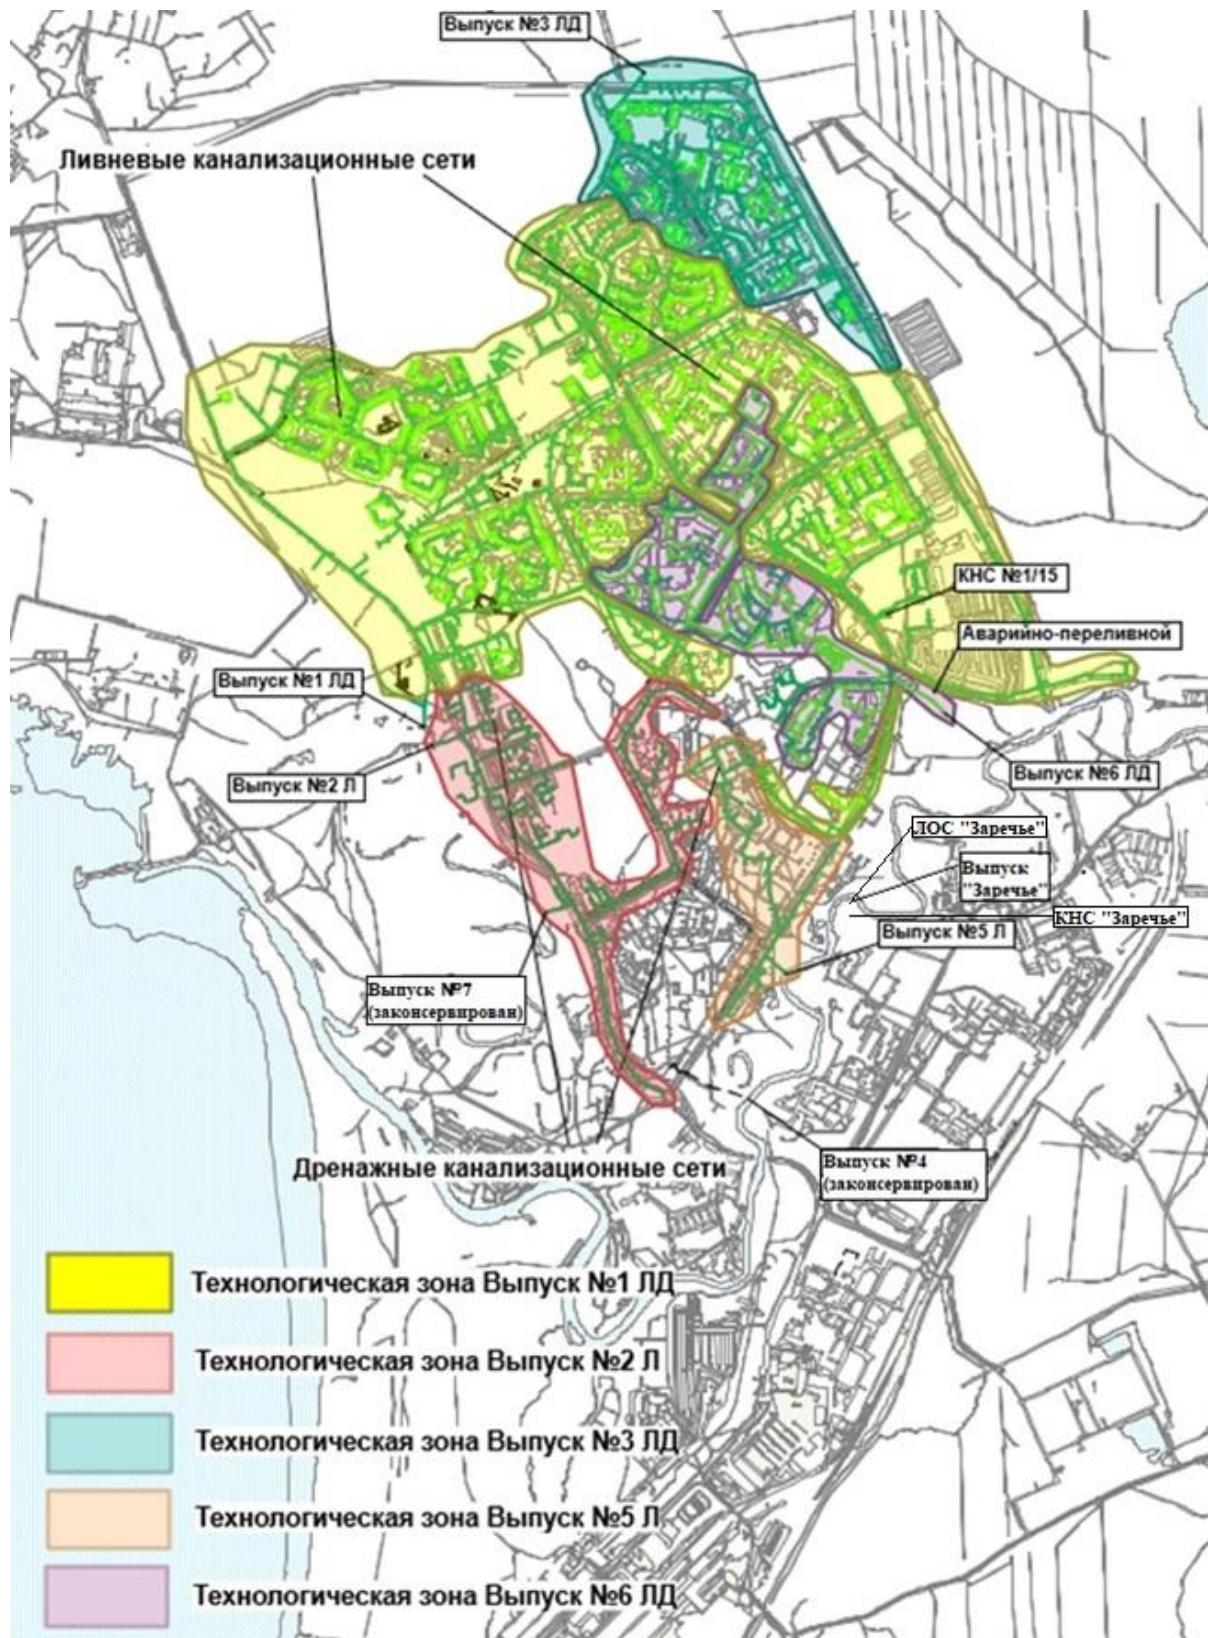 Выпуск №3 ЛД
Ливневые канализационные сети
КНС №1/15
Аварийно-переливной
Выпуск №1 ЛД
Выпуск №6 ЛД
Выпуск №2 Л
ЛОС "Заречье"
Выпуск
"Заречье"
КНС "Заречье"
Выпуск №5 Л
Выпуск №7
(законсервирован)
Дренажные канализационные сети
Выпуск №4
(законсервирован)
Технологическая зона Выпуск №1 ЛД
Технологическая зона Выпуск №2 Л
Технологическая зона Выпуск №3 ЛД
Технологическая зона Выпуск №5 Л
Технологическая зона Выпуск №6 ЛД